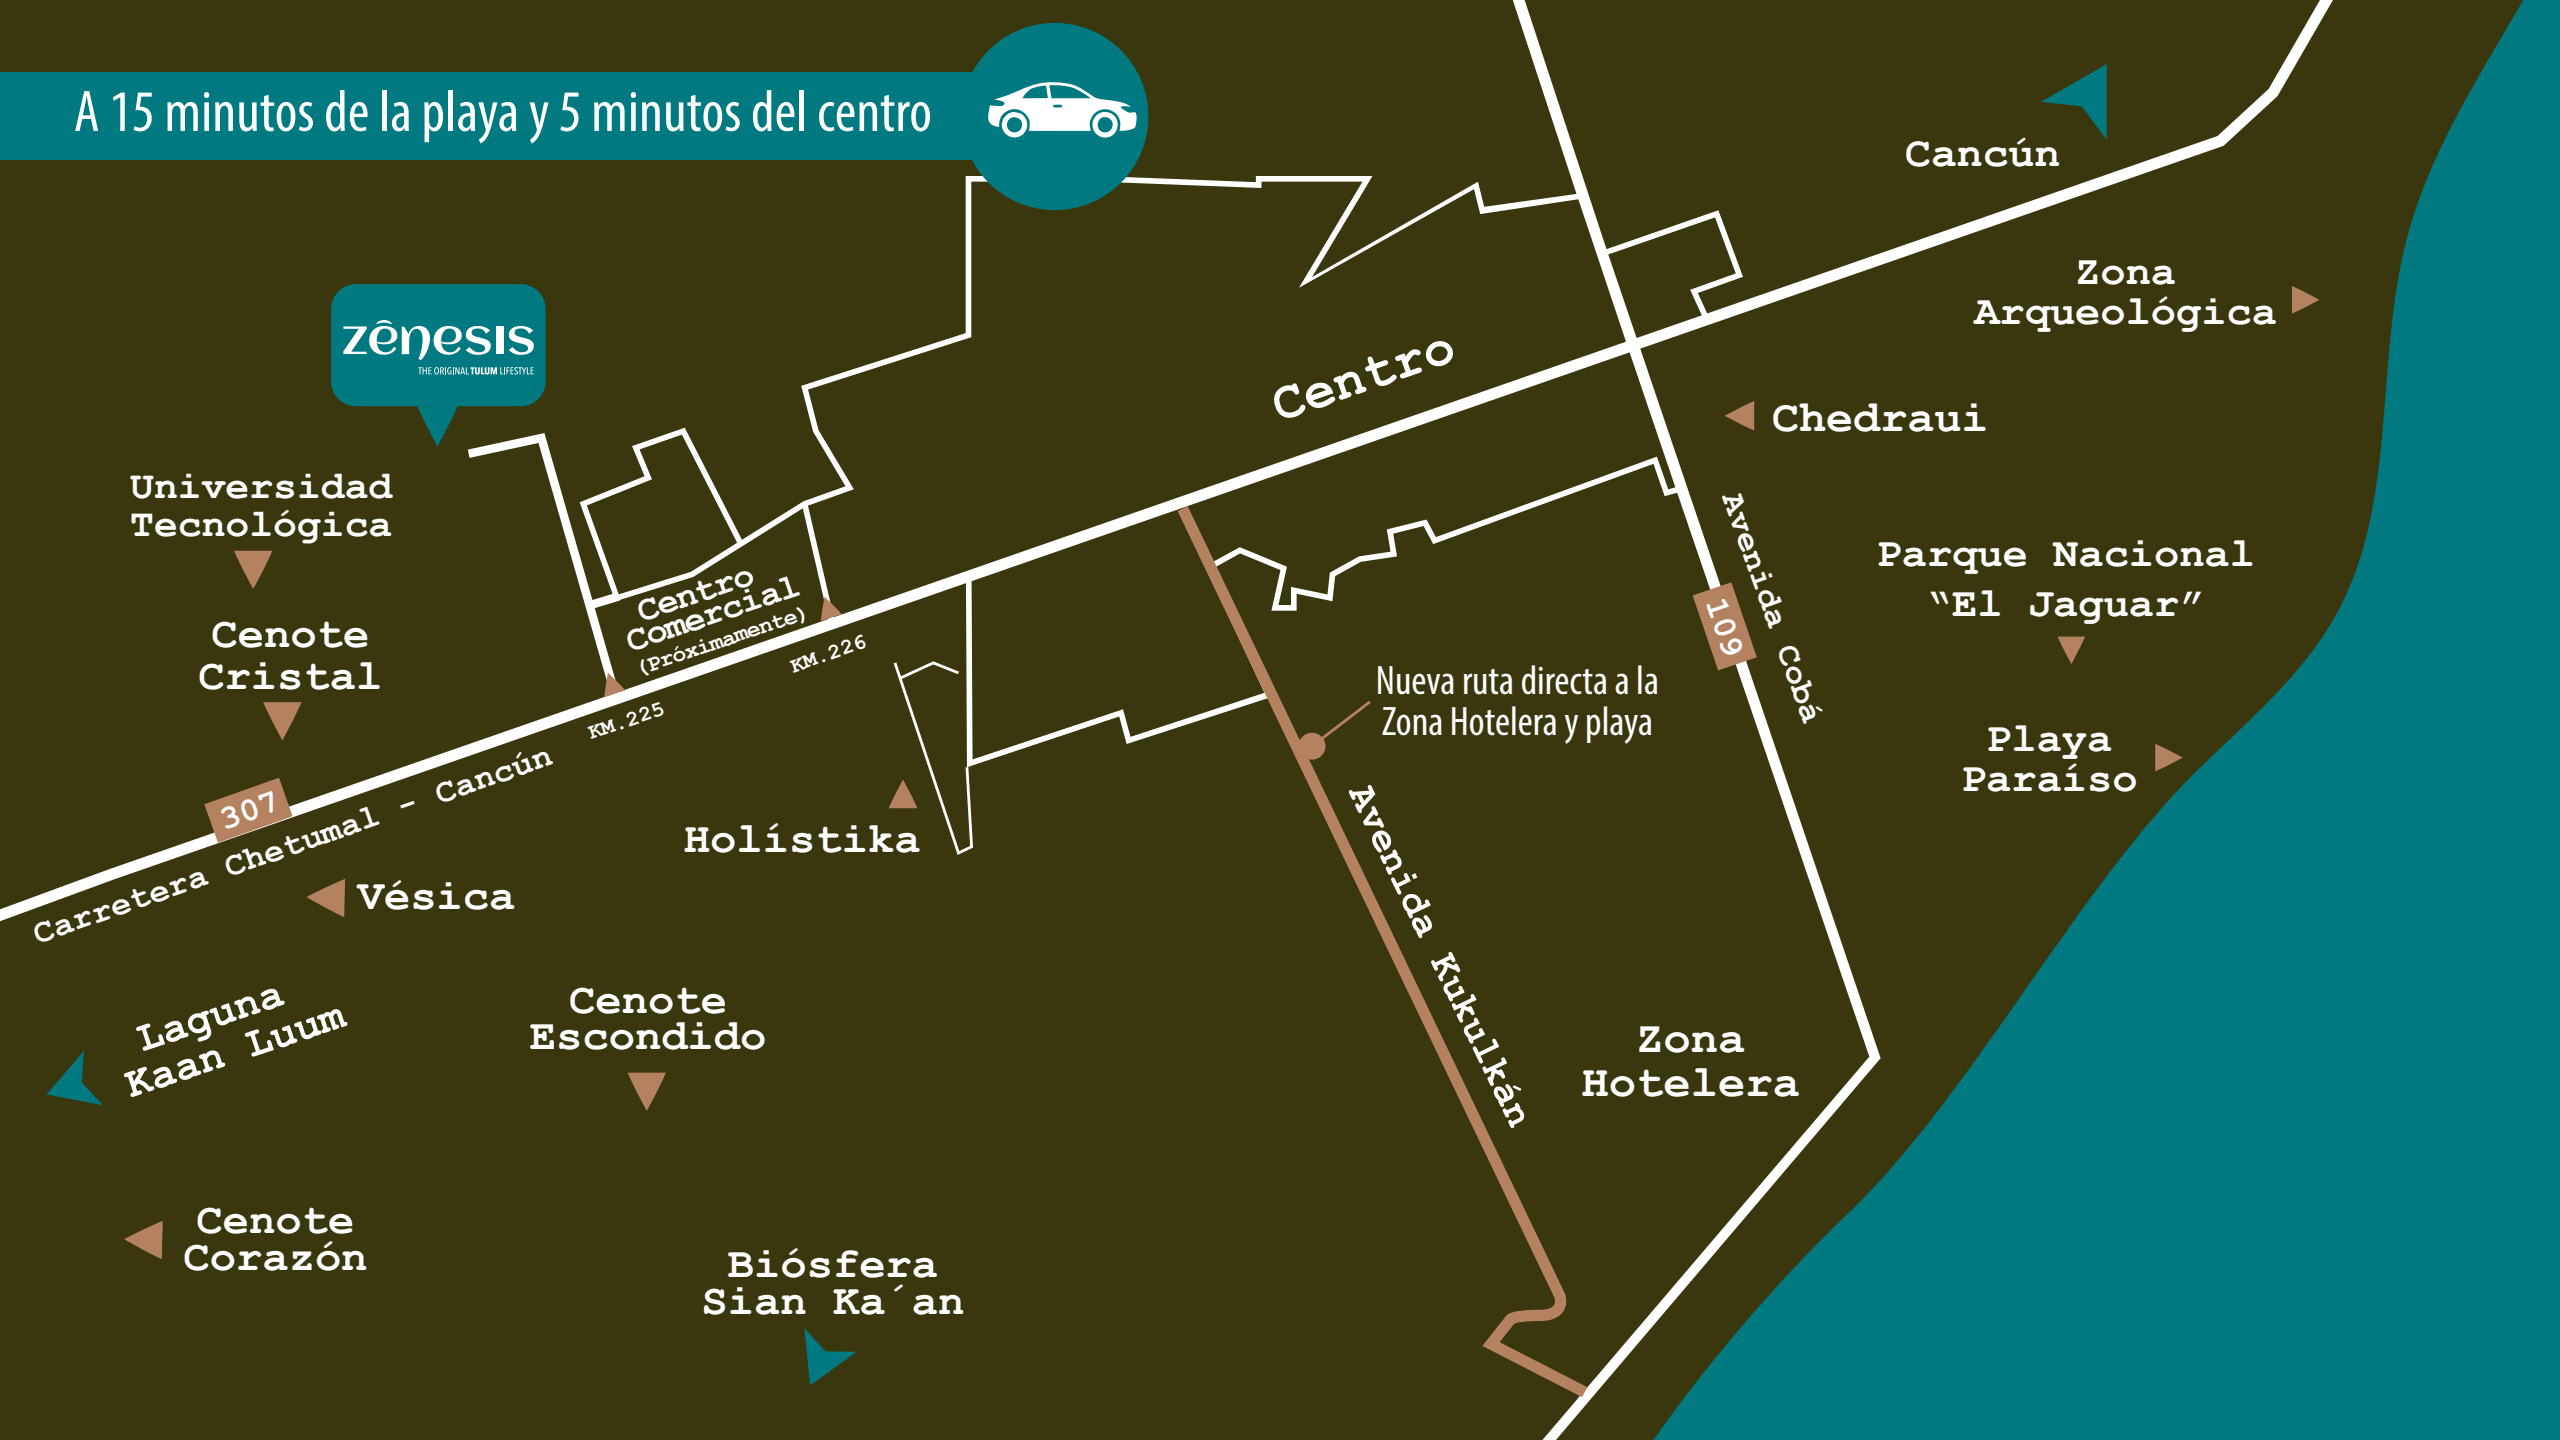 A 15 minutos de la playa y 5 minutos del centro
Cancún
Zona
Arqueológica
zênesis
THE ORIGINAL TULUM LIFESTYLE
Centro
Chedraui
Universidad
Tecnológica
Avenida Cobá
109
Parque Nacional
“El Jaguar”
Cenote
Cristal
Centro
Comercial
(Próximamente)
KM.226
KM.225
Nueva ruta directa a la
Zona Hotelera y playa
Playa
Paraíso
307
Carretera Chetumal - Cancún
Holístika
Avenida Kukulkán
Vésica
Laguna
Kaan Luum
Cenote
Escondido
Zona
Hotelera
Cenote
Corazón
Biósfera
Sian Ka´an